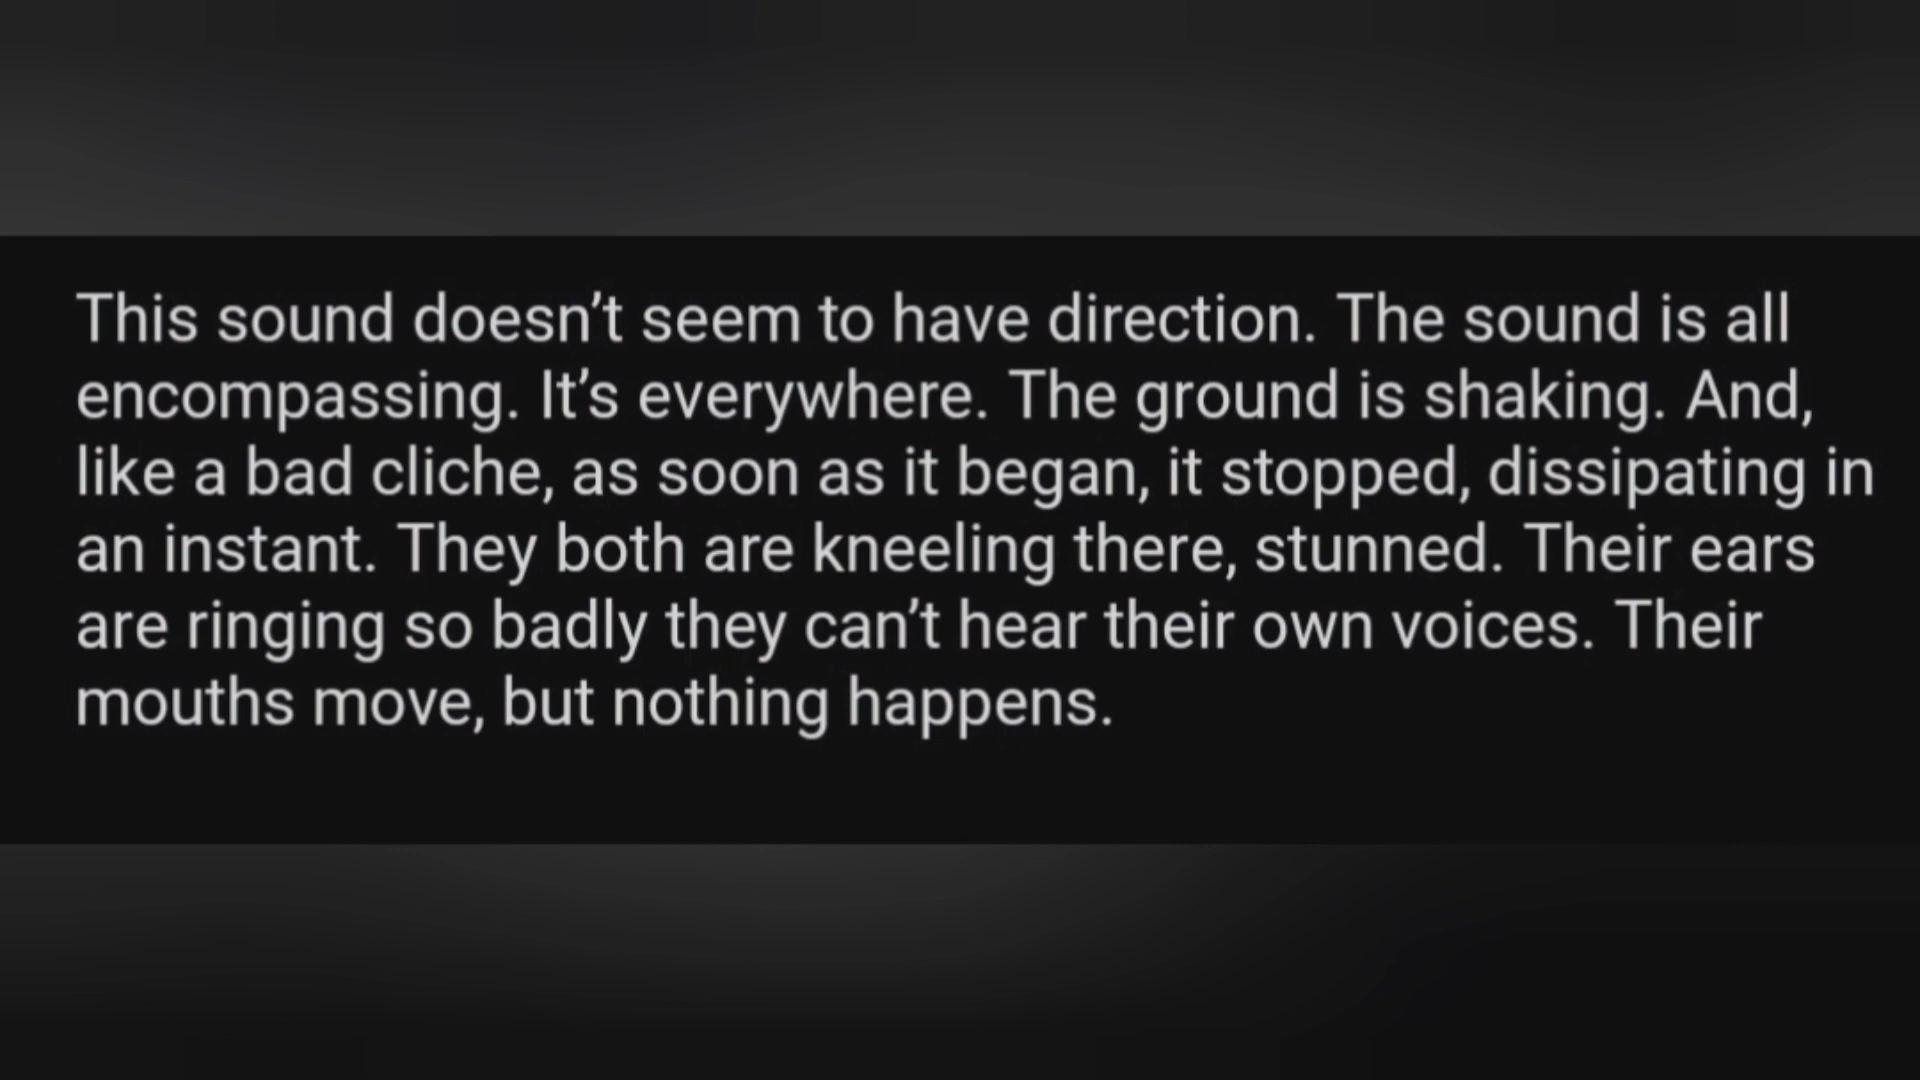 This sound doesn’t seem to have direction. The sound is all
encompassing. It’s everywhere. The ground is shaking. And,
like a bad cliche, as soon as it began, it stopped, dissipating in
an instant. They both are kneeling there, stunned. Their ears
are ringing so badly they can’t hear their own voices. Their
mouths move, but nothing happens.